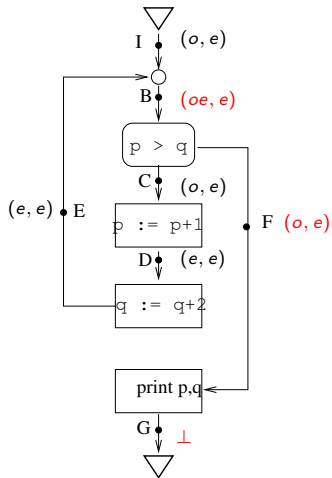 I (o, e)
B (oe, e)
p > q
C (o, e)
p := p+1
(e, e) E
F (o, e)
D (e, e)
q := q+2
print p,q
G ⊥